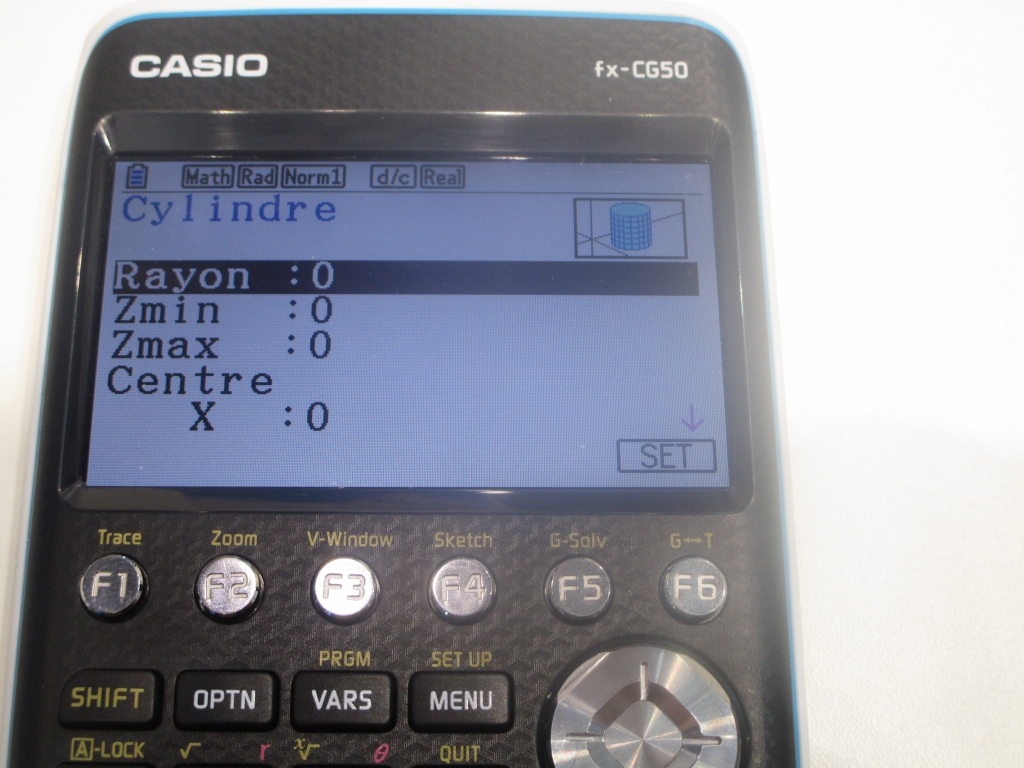 CASIO fx-CG50
Math Rad Norm1 d/c Real
Cylindre
Rayon :0
Zmin :0
Zmax :0
Centre
X :0
SET
Trace Zoom V-Window Sketch G-Solv G↔T
F1 F2 F3 F4 F5 F6
PRGM SET UP
SHIFT OPTN VARS MENU
A-LOCK √ r ˣ√ θ QUIT